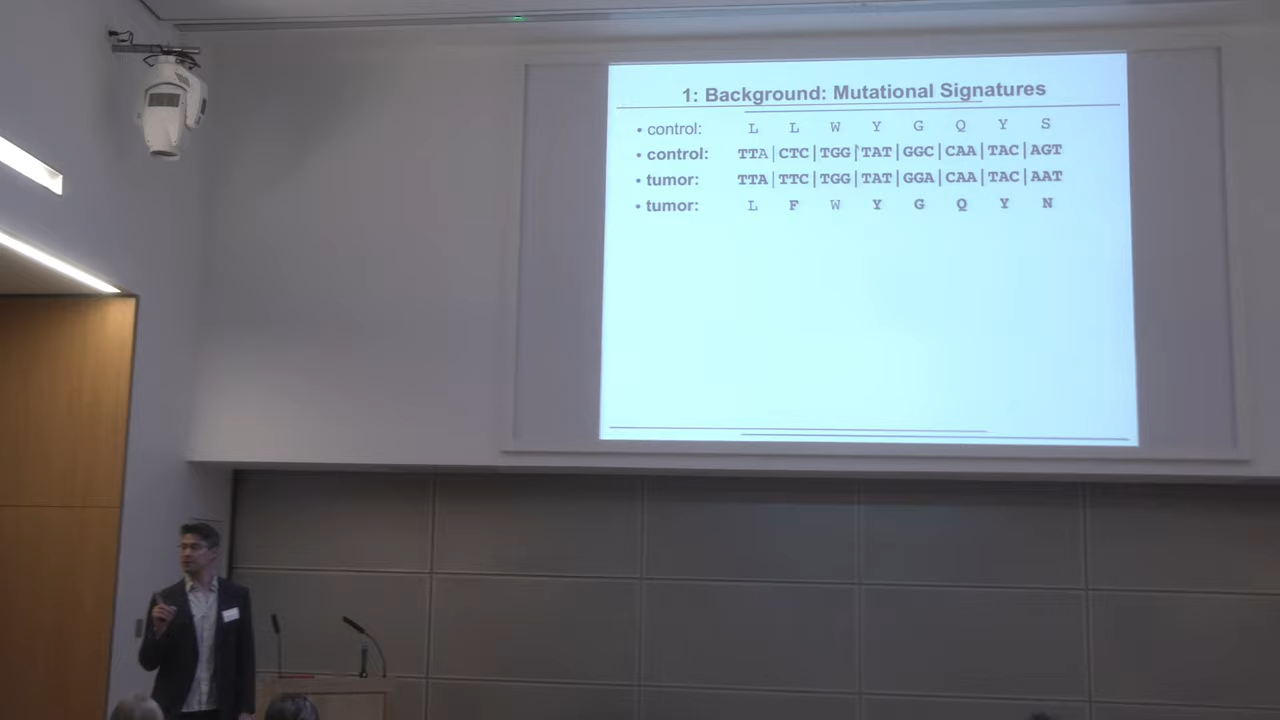 1: Background: Mutational Signatures
• control: L L W Y G Q Y S
• control: TTA|CTC|TGG|TAT|GGC|CAA|TAC|AGT
• tumor: TTA|TTC|TGG|TAT|GGA|CAA|TAC|AAT
• tumor: L F W Y G Q Y N